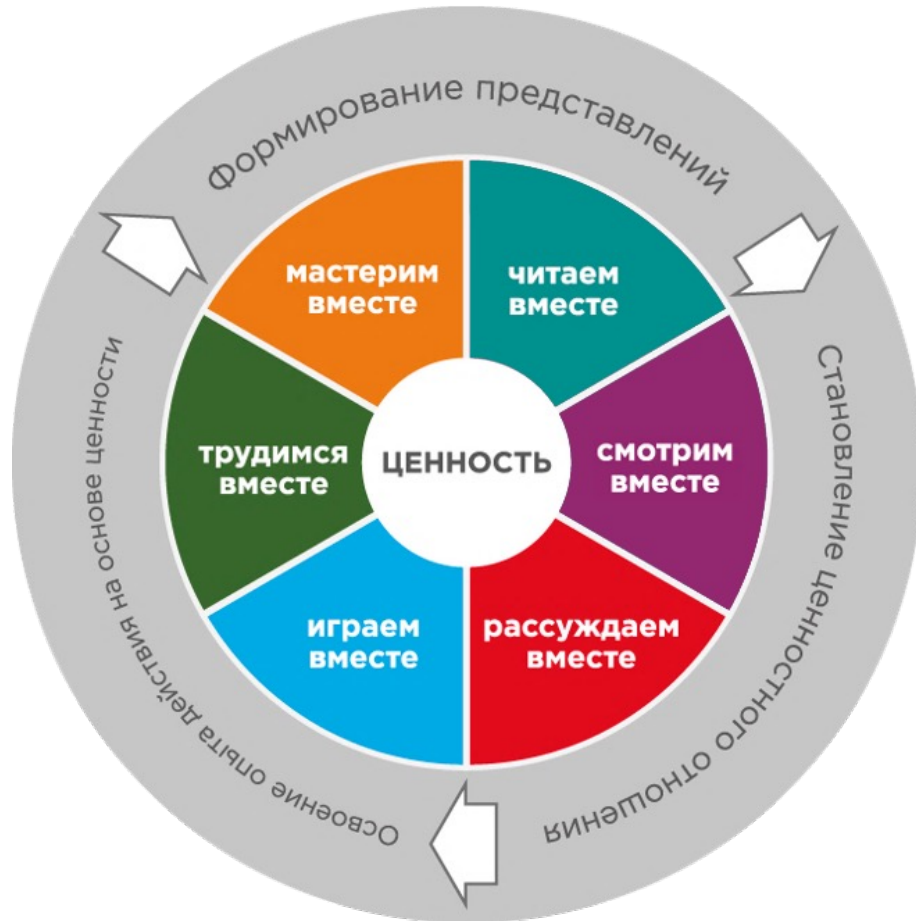 Формирование представлений
Становление ценностного отношения
Освоение опыта действия на основе ценности
мастерим
вместе
читаем
вместе
трудимся
вместе
ЦЕННОСТЬ
смотрим
вместе
играем
вместе
рассуждаем
вместе